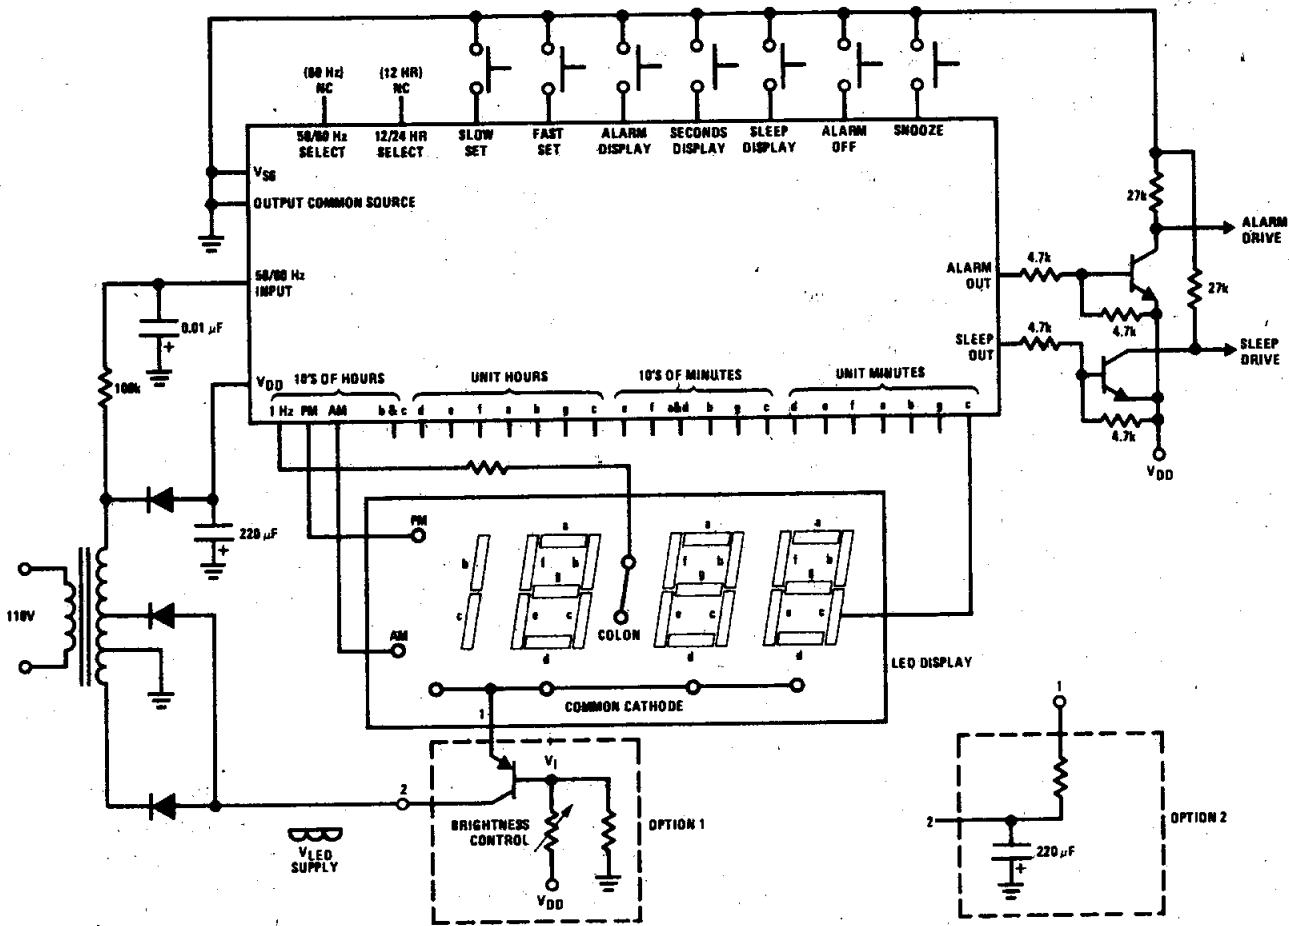 (60 Hz) NC
(12 HR) NC
50/60 Hz SELECT
12/24 HR SELECT
SLOW SET
FAST SET
ALARM DISPLAY
SECONDS DISPLAY
SLEEP DISPLAY
ALARM OFF
SNOOZE
VSS
OUTPUT COMMON SOURCE
50/60 Hz INPUT
0.01 µF
+
100k
VDD
27k
ALARM DRIVE
ALARM OUT
4.7k
27k
4.7k
SLEEP OUT
4.7k
SLEEP DRIVE
4.7k
VDD
10'S OF HOURS
UNIT HOURS
10'S OF MINUTES
UNIT MINUTES
1 Hz PM AM b & c d e f a b g c e f a&d b g c d e f a b g c
220 µF
+
110V
PM
AM
b
c
a
f b
g
e c
d
COLON
a
f b
g
e c
d
a
f b
g
e c
d
LED DISPLAY
COMMON CATHODE
1
2
VI
BRIGHTNESS CONTROL
VDD
OPTION 1
VLED SUPPLY
1
2
220 µF
+
OPTION 2